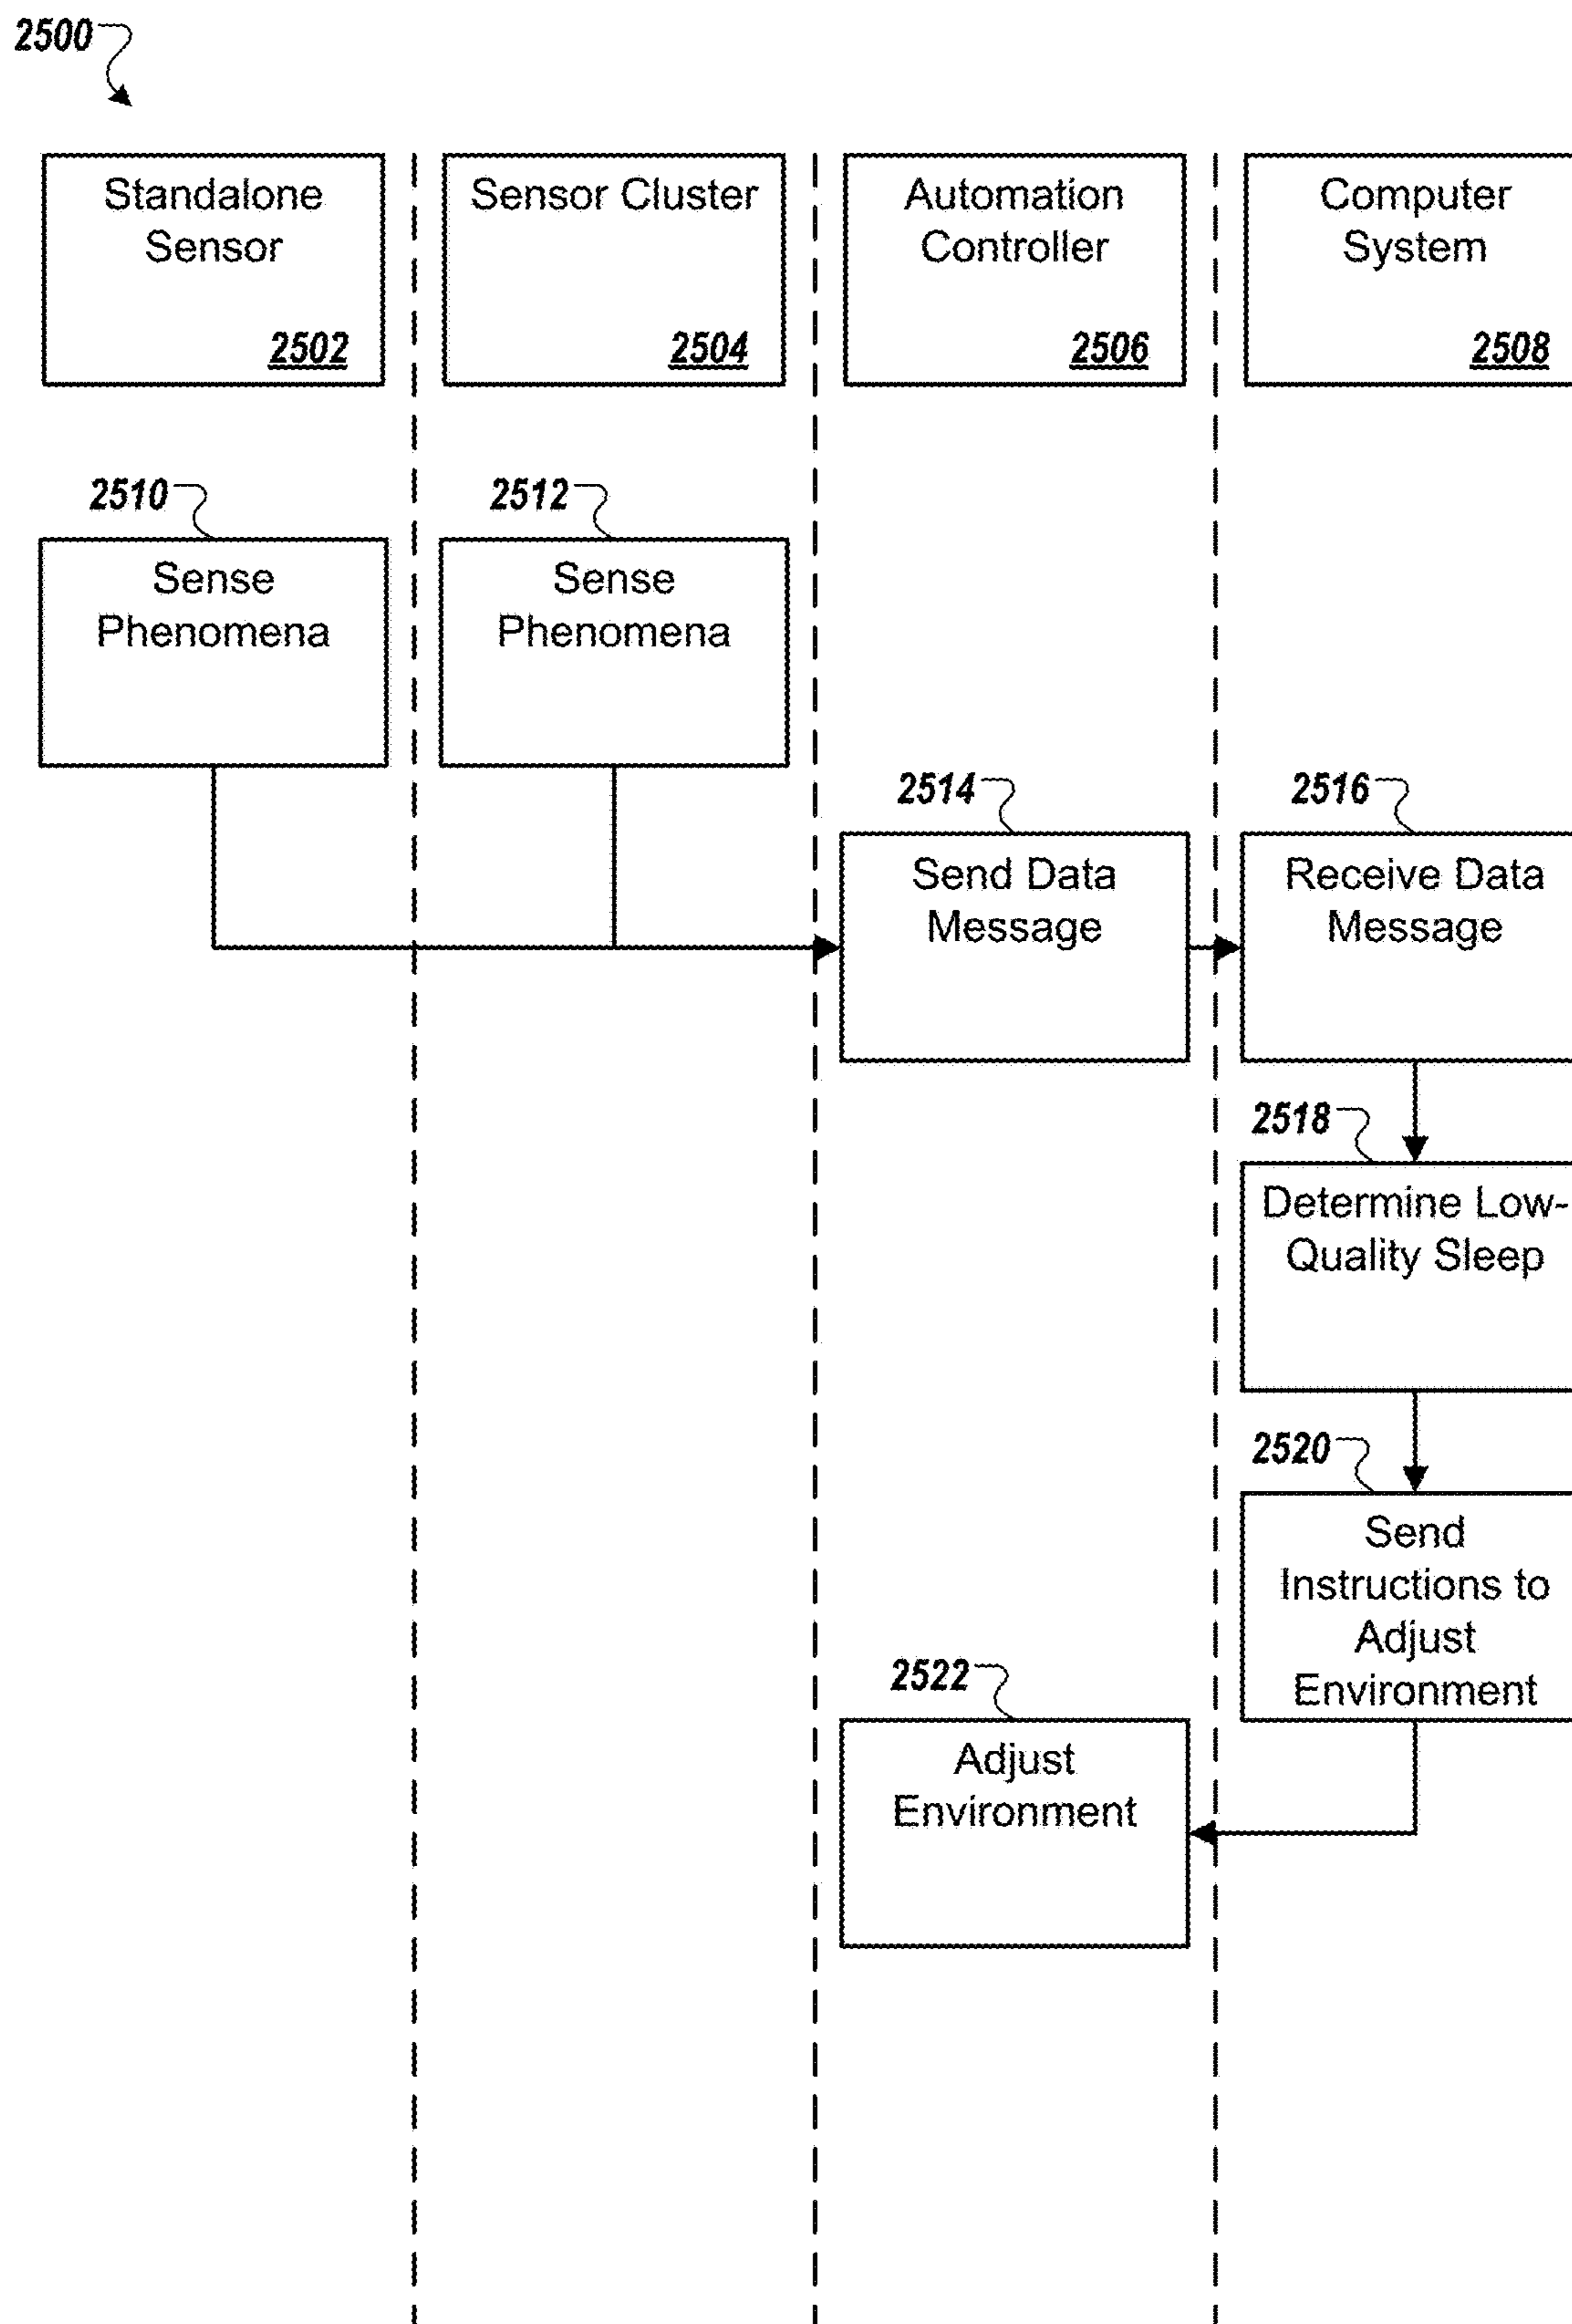 2500
Standalone
Sensor
2502
Sensor Cluster
2504
Automation
Controller
2506
Computer
System
2508
2510
Sense
Phenomena
2512
Sense
Phenomena
2514
Send Data
Message
2516
Receive Data
Message
2518
Determine Low-
Quality Sleep
2520
Send
Instructions to
Adjust
Environment
2522
Adjust
Environment